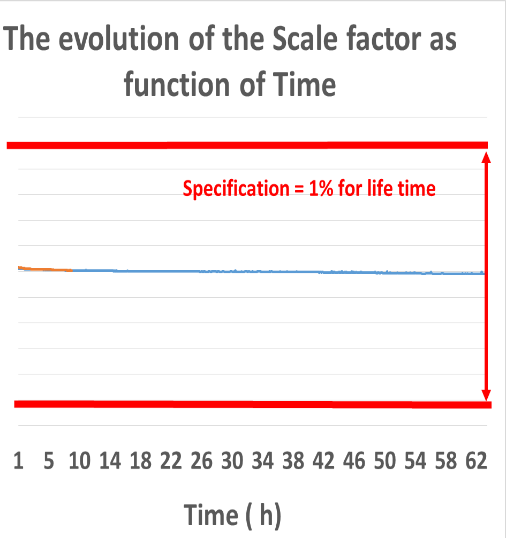 The evolution of the Scale factor as
function of Time
Specification = 1% for life time
1 5 10 14 18 22 26 30 34 38 42 46 50 54 58 62
Time ( h)